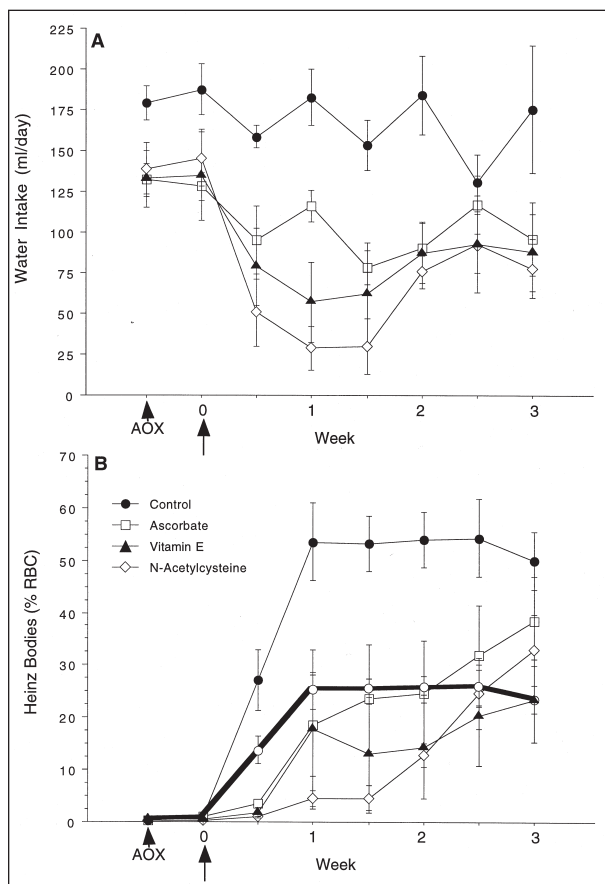 A
225
200
175
150
125
100
75
50
25
0
Water Intake (ml/day)
0 1 2 3
AOX
Week
B
70
60
50
40
30
20
10
0
Heinz Bodies (% RBC)
Control
Ascorbate
Vitamin E
N-Acetylcysteine
0 1 2 3
AOX
Week